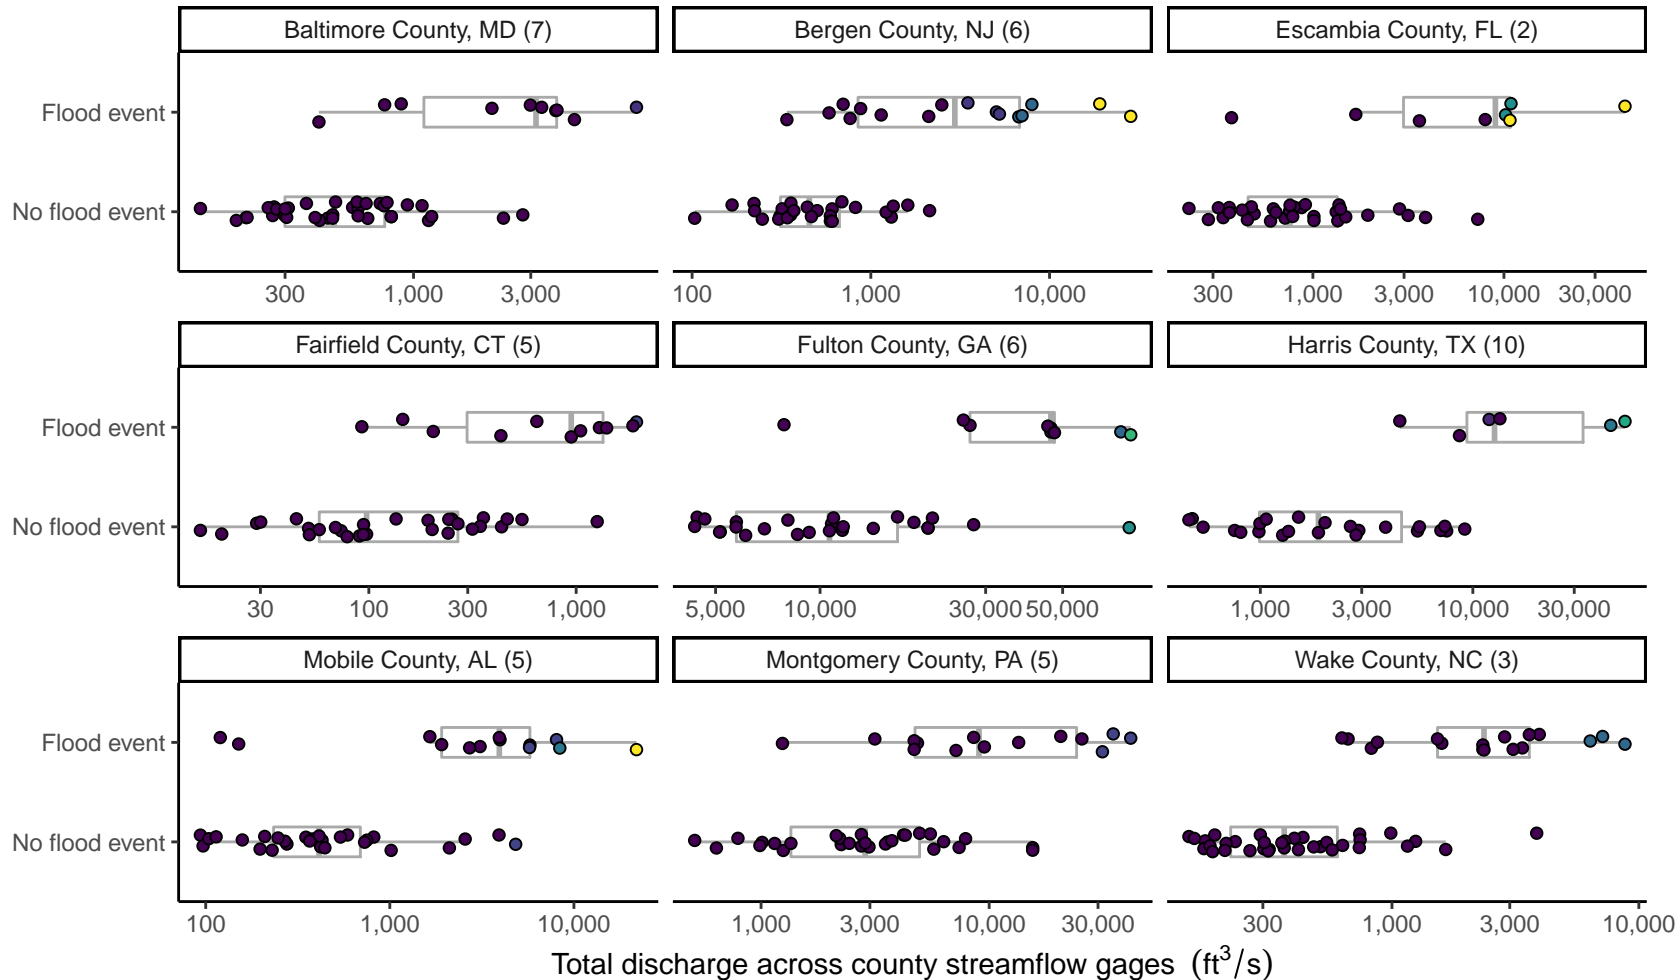 Baltimore County, MD (7)
Bergen County, NJ (6)
Escambia County, FL (2)
Flood event
No flood event
300 1,000 3,000
100 1,000 10,000
300 1,000 3,000 10,000 30,000
Fairfield County, CT (5)
Fulton County, GA (6)
Harris County, TX (10)
Flood event
No flood event
30 100 300 1,000
5,000 10,000 30,000 50,000
1,000 3,000 10,000 30,000
Mobile County, AL (5)
Montgomery County, PA (5)
Wake County, NC (3)
Flood event
No flood event
100 1,000 10,000
1,000 3,000 10,000 30,000
300 1,000 3,000 10,000
Total discharge across county streamflow gages (ft³/s)